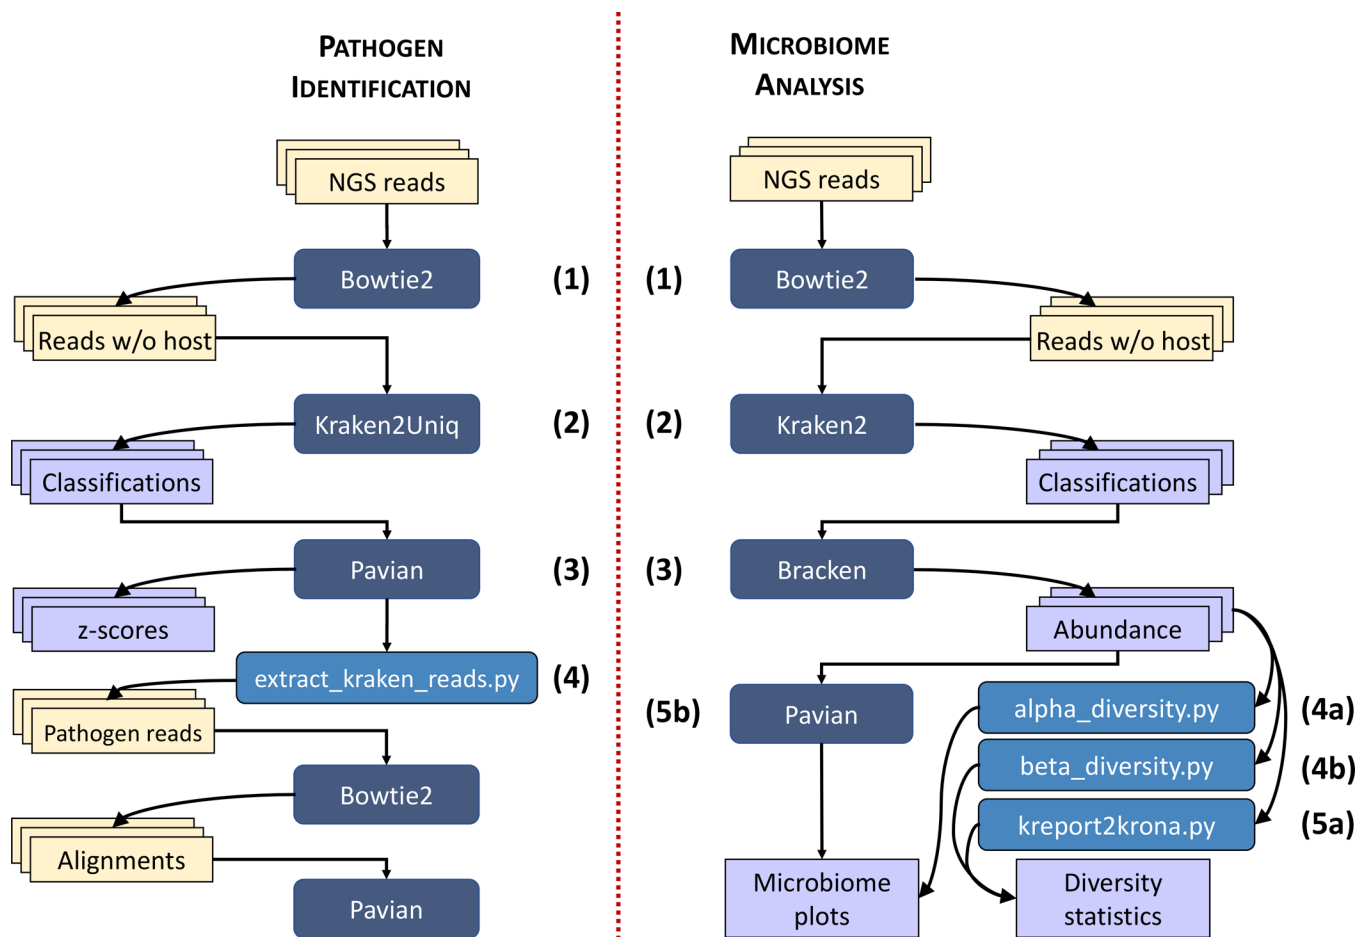 PATHOGEN
IDENTIFICATION
NGS reads
Bowtie2
(1)
Reads w/o host
Kraken2Uniq
(2)
Classifications
Pavian
(3)
z-scores
extract_kraken_reads.py
(4)
Pathogen reads
Bowtie2
Alignments
Pavian
MICROBIOME
ANALYSIS
NGS reads
(1)
Bowtie2
Reads w/o host
(2)
Kraken2
Classifications
(3)
Bracken
Abundance
(5b)
Pavian
alpha_diversity.py
(4a)
beta_diversity.py
(4b)
kreport2krona.py
(5a)
Microbiome
plots
Diversity
statistics